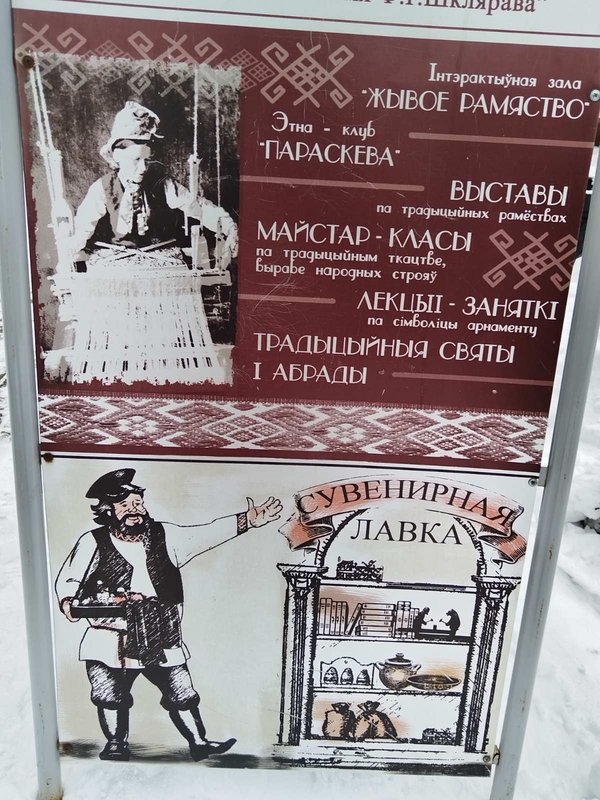 Ф.Г.Шклярава"
Інтэрактыўная зала
"ЖЫВОЕ РАМЯСТВО"
Этна - клуб
"ПАРАСКЕВА"
ВЫСТАВЫ
па традыцыйных рамёствах
МАЙСТАР - КЛАСЫ
па традыцыйным ткацтве,
вырабе народных строяў
ЛЕКЦЫІ - ЗАНЯТКІ
па сімволіцы арнаменту
ТРАДЫЦЫЙНЫЯ СВЯТЫ
І АБРАДЫ
СУВЕНИРНАЯ
ЛАВКА